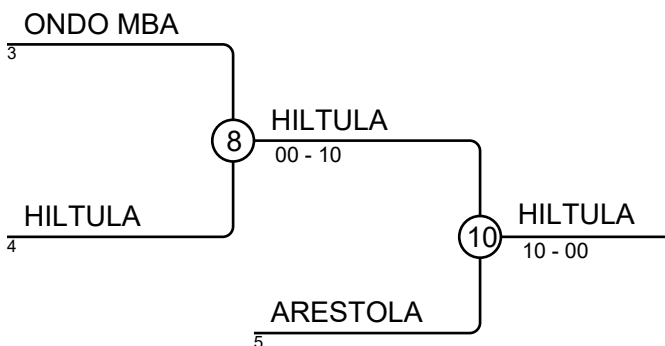 ONDO MBA
3
8
HILTULA
00 - 10
HILTULA
4
10
HILTULA
10 - 00
ARESTOLA
5